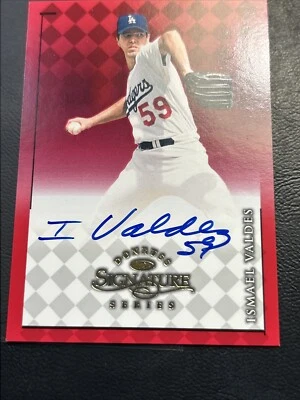 LA
Dodgers
59
I Valdes
59
DONRUSS
SIGNATURE
SERIES
ISMAEL VALDES